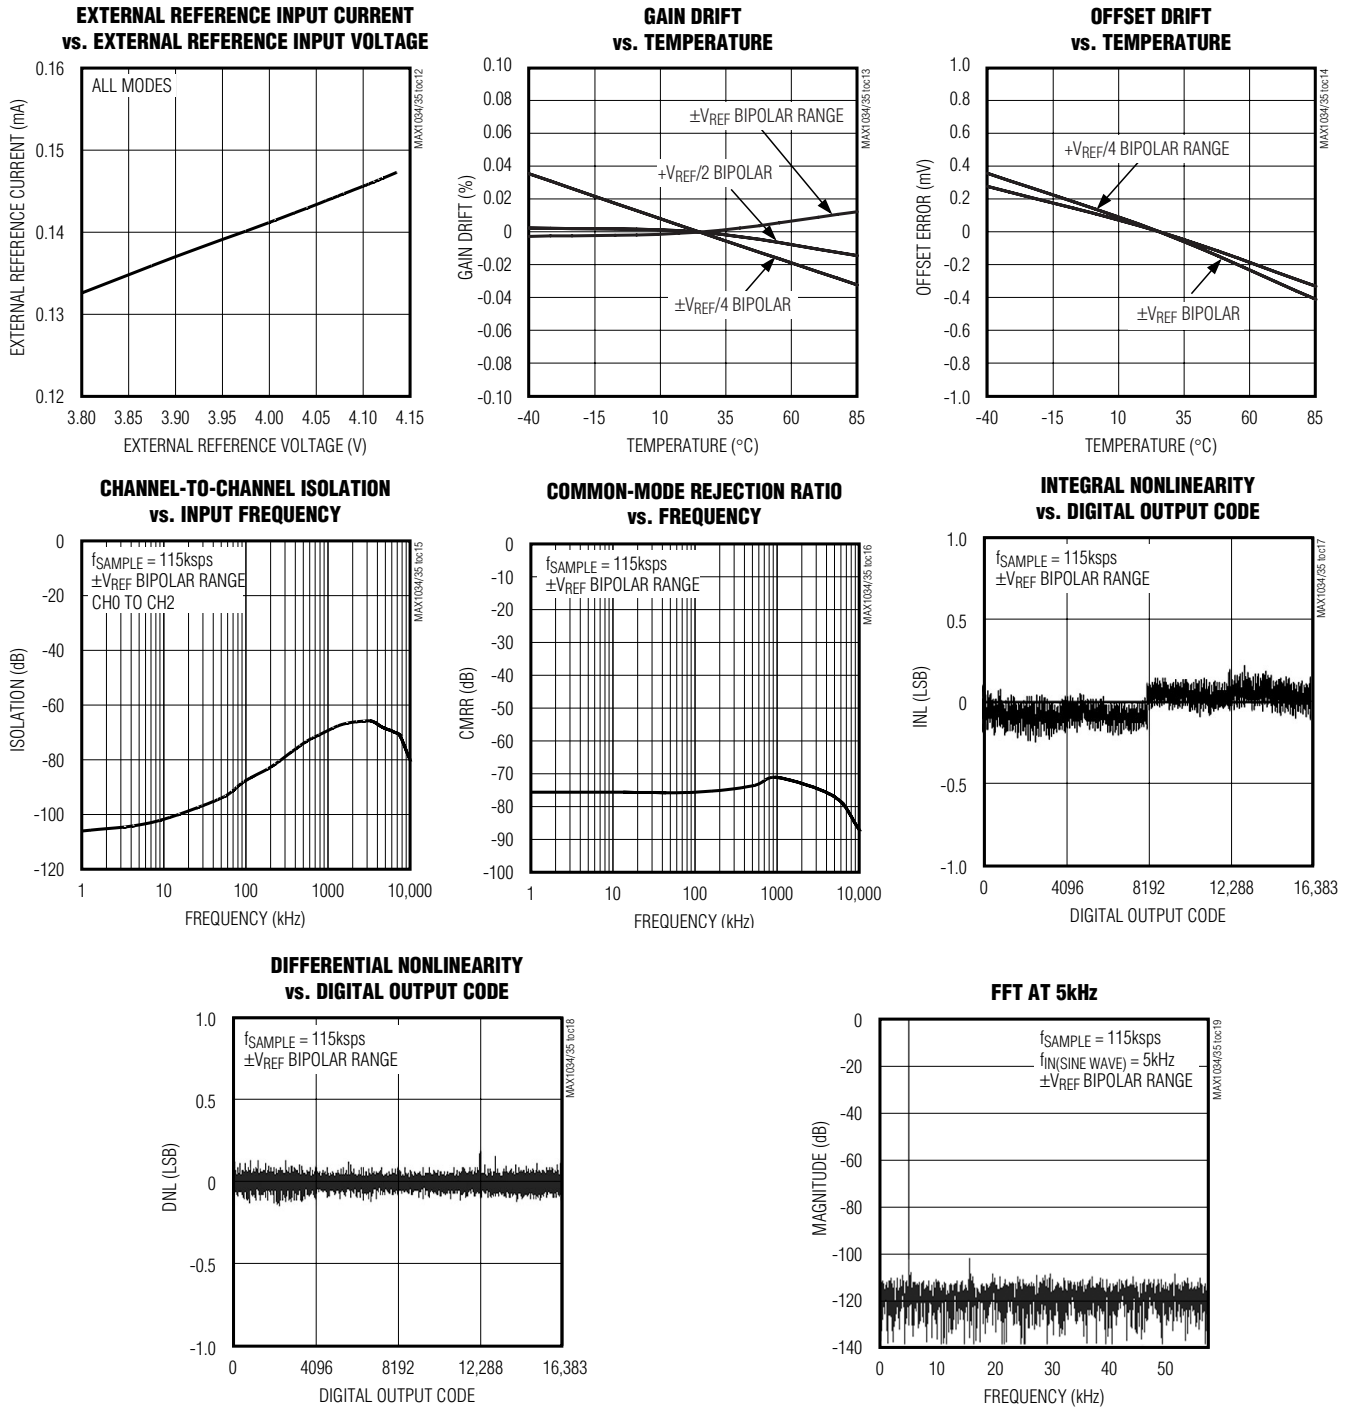 EXTERNAL REFERENCE INPUT CURRENT
vs. EXTERNAL REFERENCE INPUT VOLTAGE
0.16
0.15
0.14
0.13
0.12
EXTERNAL REFERENCE CURRENT (mA)
ALL MODES
MAX1034/35 toc12
3.80 3.85 3.90 3.95 4.00 4.05 4.10 4.15
EXTERNAL REFERENCE VOLTAGE (V)
GAIN DRIFT
vs. TEMPERATURE
0.10
0.08
0.06
0.04
0.02
0
-0.02
-0.04
-0.06
-0.08
-0.10
GAIN DRIFT (%)
±VREF BIPOLAR RANGE
+VREF/2 BIPOLAR
±VREF/4 BIPOLAR
MAX1034/35 toc13
-40 -15 10 35 60 85
TEMPERATURE (°C)
OFFSET DRIFT
vs. TEMPERATURE
1.0
0.8
0.6
0.4
0.2
0
-0.2
-0.4
-0.6
-0.8
-1.0
OFFSET ERROR (mV)
+VREF/4 BIPOLAR RANGE
±VREF BIPOLAR
MAX1034/35 toc14
-40 -15 10 35 60 85
TEMPERATURE (°C)
CHANNEL-TO-CHANNEL ISOLATION
vs. INPUT FREQUENCY
0
-20
-40
-60
-80
-100
-120
ISOLATION (dB)
fSAMPLE = 115ksps
±VREF BIPOLAR RANGE
CH0 TO CH2
MAX1034/35 toc15
1 10 100 1000 10,000
FREQUENCY (kHz)
COMMON-MODE REJECTION RATIO
vs. FREQUENCY
0
-10
-20
-30
-40
-50
-60
-70
-80
-90
-100
CMRR (dB)
fSAMPLE = 115ksps
±VREF BIPOLAR RANGE
MAX1034/35 toc16
1 10 100 1000 10,000
FREQUENCY (kHz)
INTEGRAL NONLINEARITY
vs. DIGITAL OUTPUT CODE
1.0
0.5
0
-0.5
-1.0
INL (LSB)
fSAMPLE = 115ksps
±VREF BIPOLAR RANGE
MAX1034/35 toc17
0 4096 8192 12,288 16,383
DIGITAL OUTPUT CODE
DIFFERENTIAL NONLINEARITY
vs. DIGITAL OUTPUT CODE
1.0
0.5
0
-0.5
-1.0
DNL (LSB)
fSAMPLE = 115ksps
±VREF BIPOLAR RANGE
MAX1034/35 toc18
0 4096 8192 12,288 16,383
DIGITAL OUTPUT CODE
FFT AT 5kHz
0
-20
-40
-60
-80
-100
-120
-140
MAGNITUDE (dB)
fSAMPLE = 115ksps
fIN(SINE WAVE) = 5kHz
±VREF BIPOLAR RANGE
MAX1034/35 toc19
0 10 20 30 40 50
FREQUENCY (kHz)